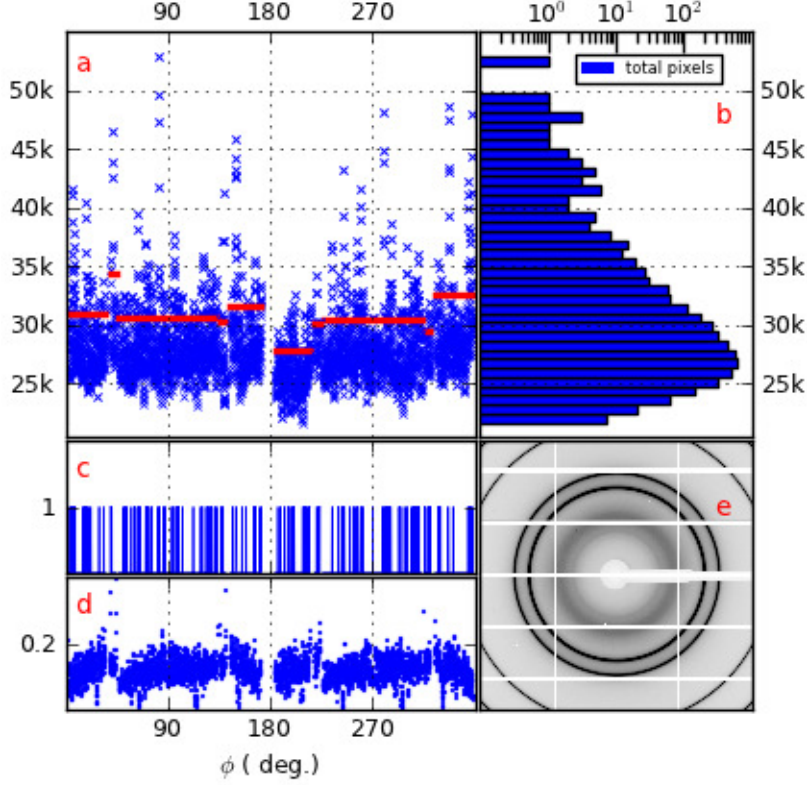 90 180 270 10⁰ 10¹ 10²
a
total pixels
50k 50k
b
45k 45k
40k 40k
35k 35k
30k 30k
25k 25k
c
1
e
d
0.2
90 180 270
ϕ ( deg.)